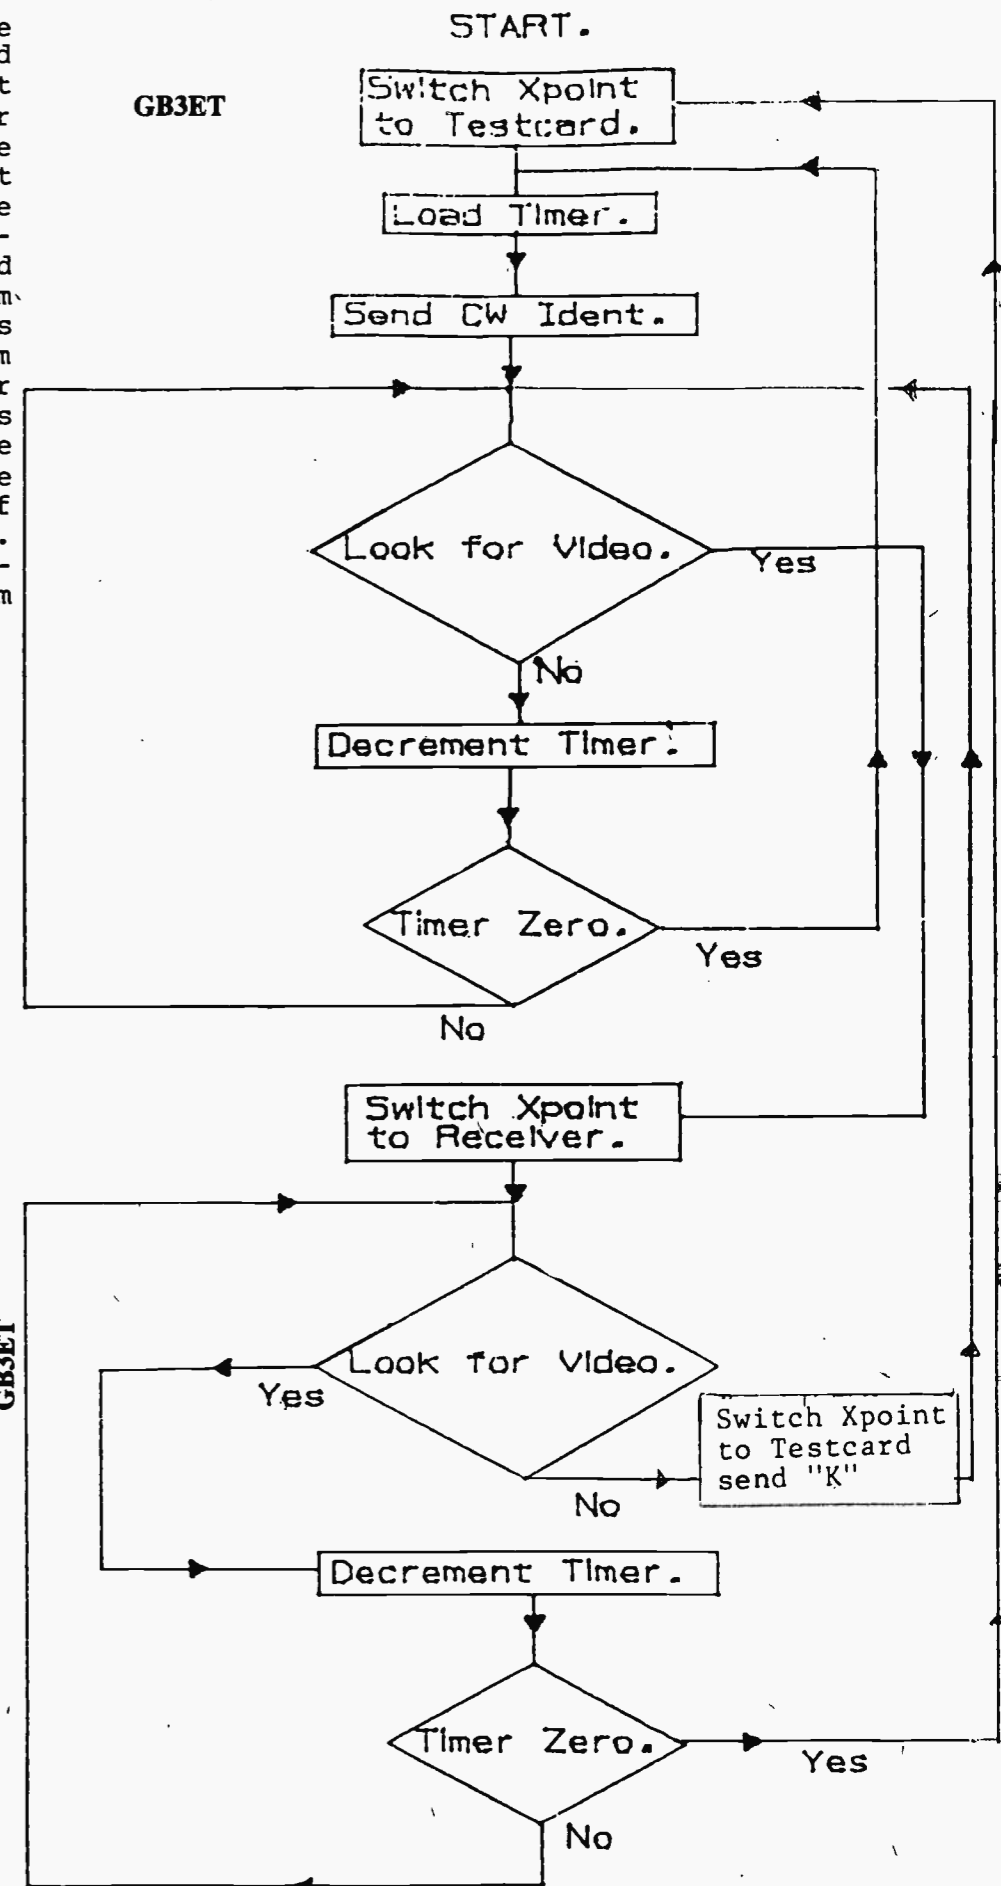 START.
GB3ET
Switch Xpoint
to Testcard.
Load Timer.
Send CW Ident.
Look for Video.
Yes
No
Decrement Timer.
Timer Zero.
Yes
No
Switch Xpoint
to Receiver.
GB3ET
Look for Video.
Yes
Switch Xpoint
to Testcard
send "K"
No
Decrement Timer.
Timer Zero.
Yes
No
e
d
t
r
e
t
e
-
d
m
s
m
r
s
e
e
f
.
-
m